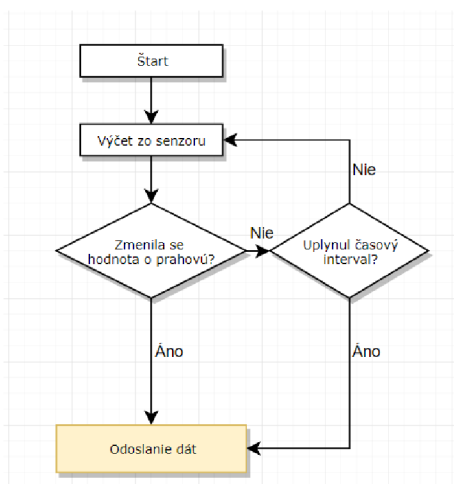 Štart
Výčet zo senzoru
Nie
Zmenila se
hodnota o prahovú?
Nie
Uplynul časový
interval?
Áno
Áno
Odoslanie dát